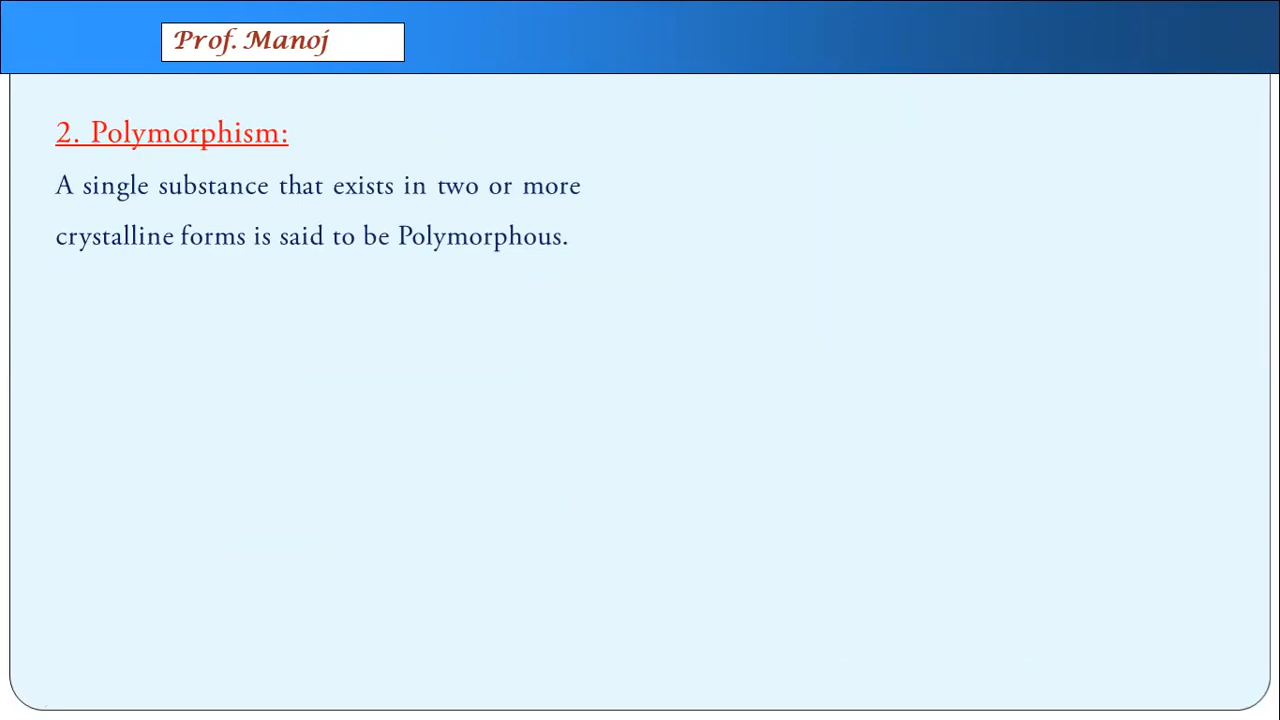 Prof. Manoj
2. Polymorphism:
A single substance that exists in two or more
crystalline forms is said to be Polymorphous.